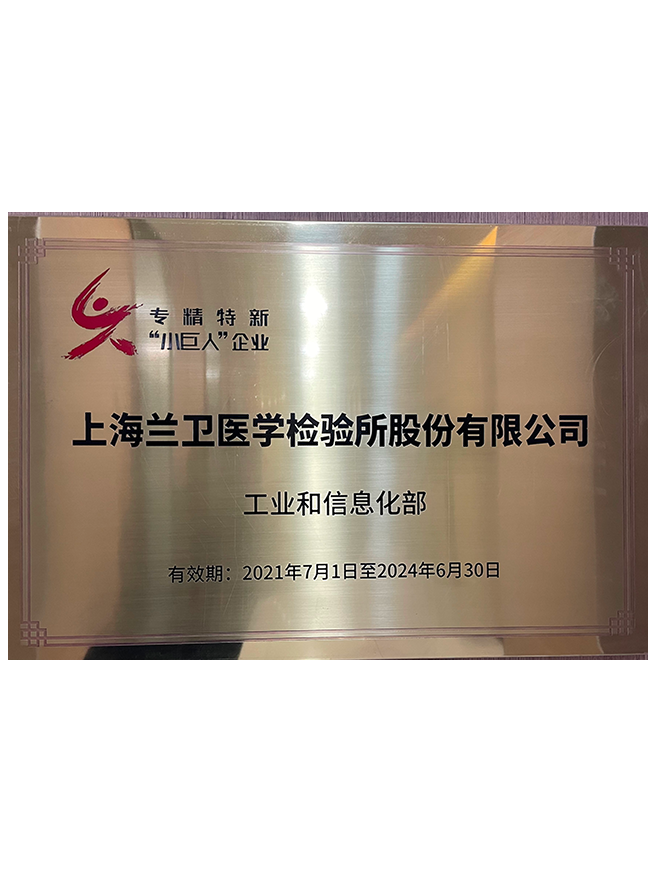 专精特新
“小巨人”企业
上海兰卫医学检验所股份有限公司
工业和信息化部
有效期：2021年7月1日至2024年6月30日